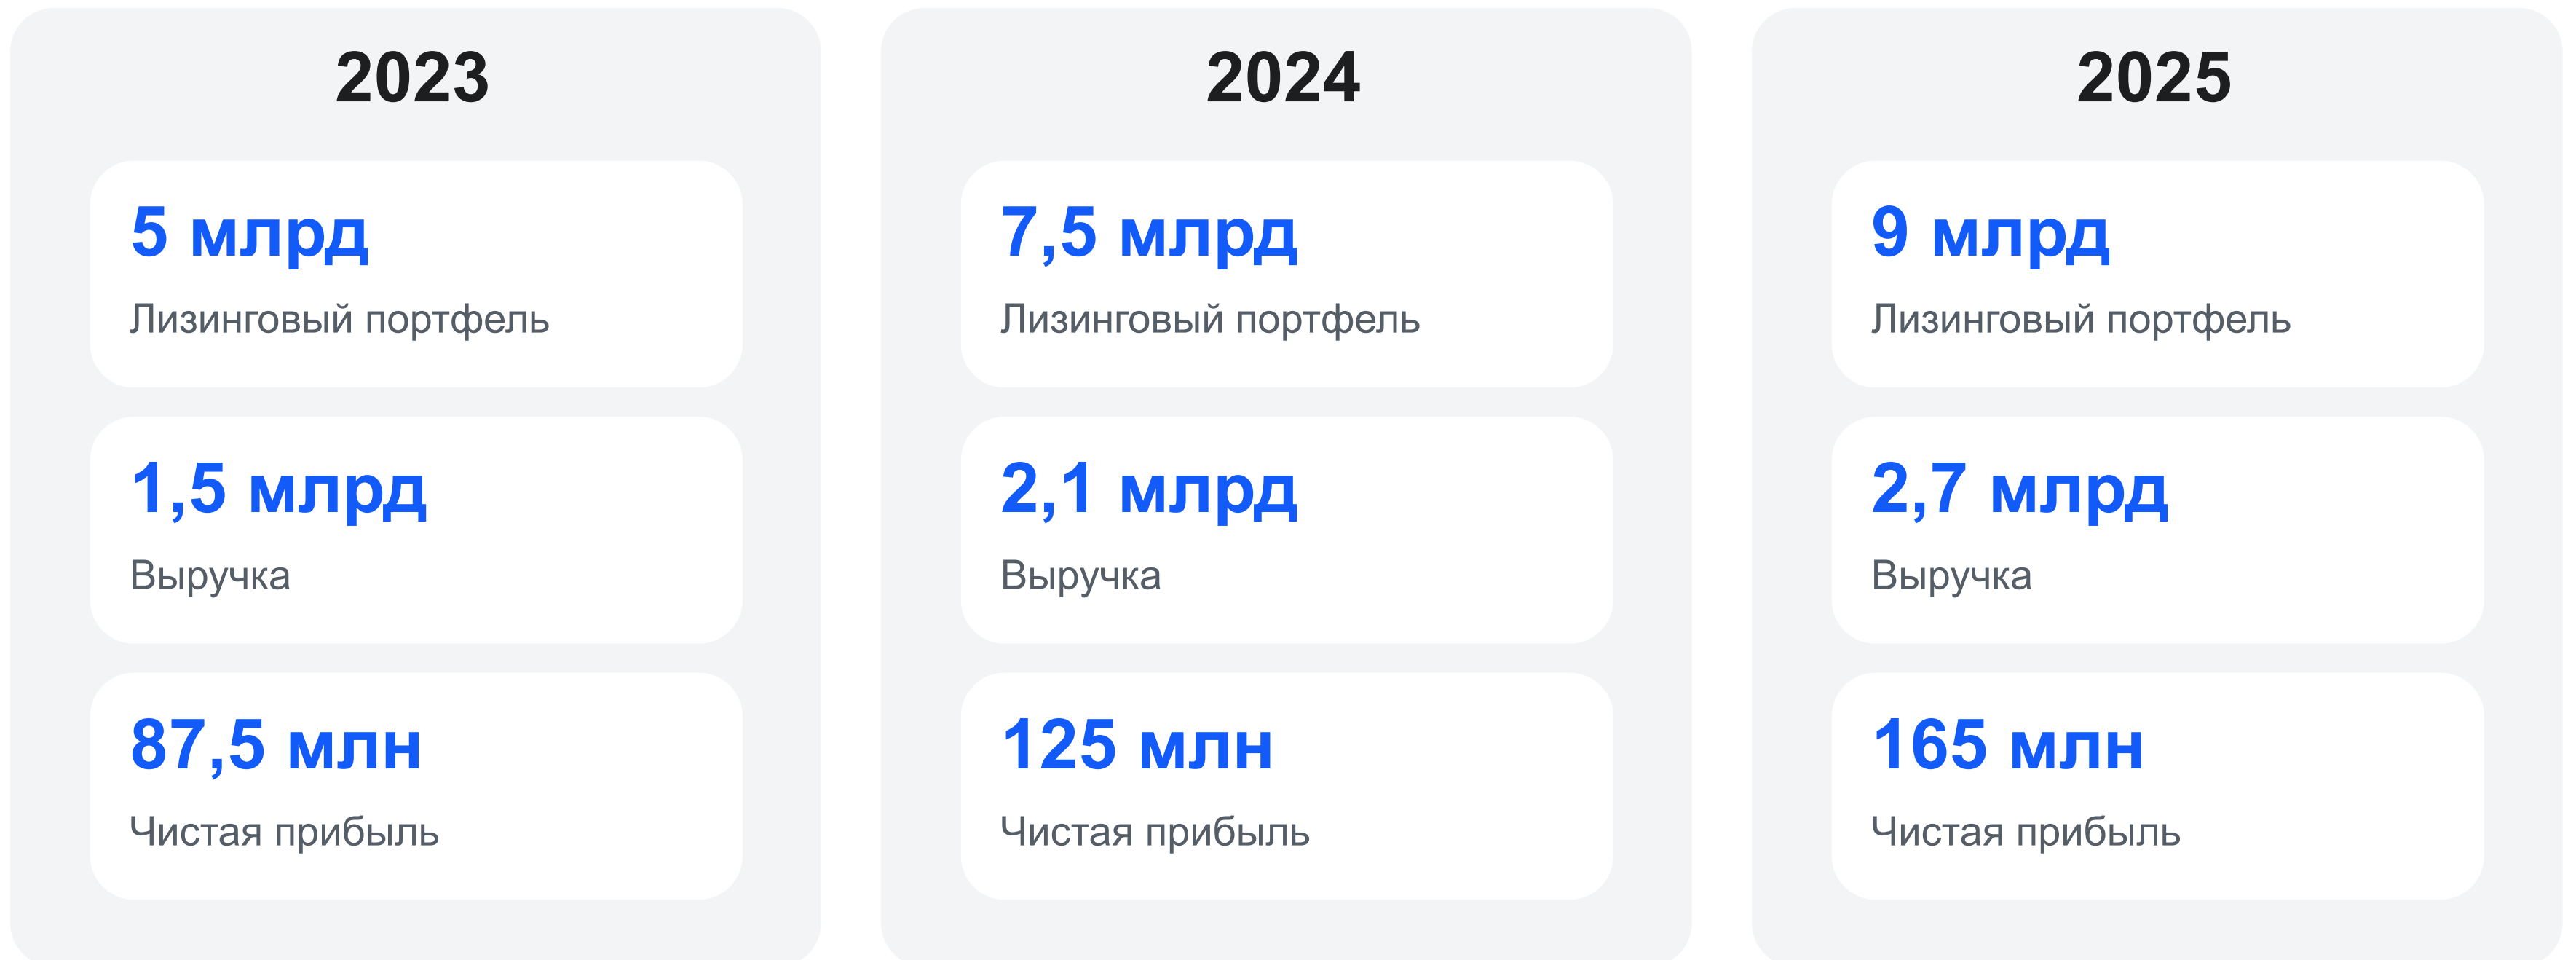 2023
5 млрд
Лизинговый портфель
1,5 млрд
Выручка
87,5 млн
Чистая прибыль
2024
7,5 млрд
Лизинговый портфель
2,1 млрд
Выручка
125 млн
Чистая прибыль
2025
9 млрд
Лизинговый портфель
2,7 млрд
Выручка
165 млн
Чистая прибыль